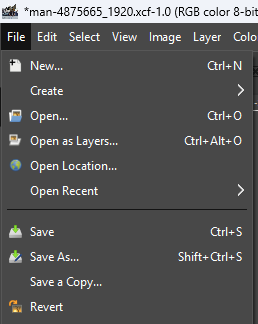 *man-4875665_1920.xcf-1.0 (RGB color 8-bit
File Edit Select View Image Layer Colo
New... Ctrl+N
Create
Open... Ctrl+O
Open as Layers... Ctrl+Alt+O
Open Location...
Open Recent
Save Ctrl+S
Save As... Shift+Ctrl+S
Save a Copy...
Revert